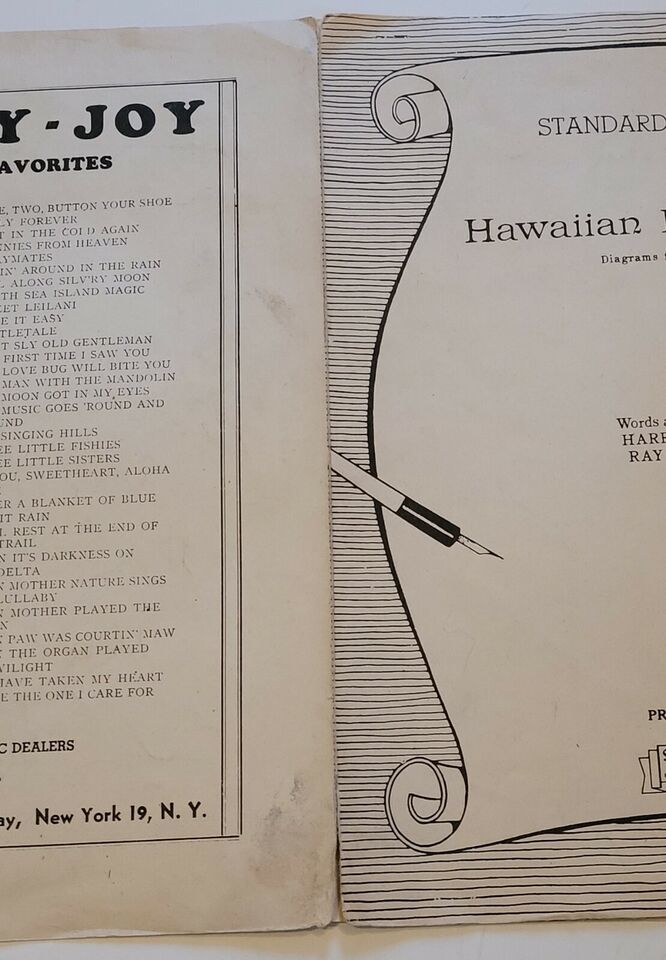 Y - JOY
AVORITES
E, TWO, BUTTON YOUR SHOE
LY FOREVER
T IN THE COLD AGAIN
NNIES FROM HEAVEN
AYMATES
IN' AROUND IN THE RAIN
L ALONG SILV'RY MOON
TH SEA ISLAND MAGIC
EET LEILANI
E IT EASY
TLETALE
T SLY OLD GENTLEMAN
FIRST TIME I SAW YOU
LOVE BUG WILL BITE YOU
MAN WITH THE MANDOLIN
MOON GOT IN MY EYES
MUSIC GOES 'ROUND AND
UND
SINGING HILLS
EE LITTLE FISHIES
EE LITTLE SISTERS
OU, SWEETHEART, ALOHA
ER A BLANKET OF BLUE
IT RAIN
L REST AT THE END OF
TRAIL
N IT'S DARKNESS ON
DELTA
N MOTHER NATURE SINGS
LULLABY
N MOTHER PLAYED THE
N
N PAW WAS COURTIN' MAW
THE ORGAN PLAYED
WILIGHT
HAVE TAKEN MY HEART
E THE ONE I CARE FOR
C DEALERS
ay, New York 19, N. Y.
STANDARD
Hawaiian
Diagrams
Words a
HARR
RAY
PR